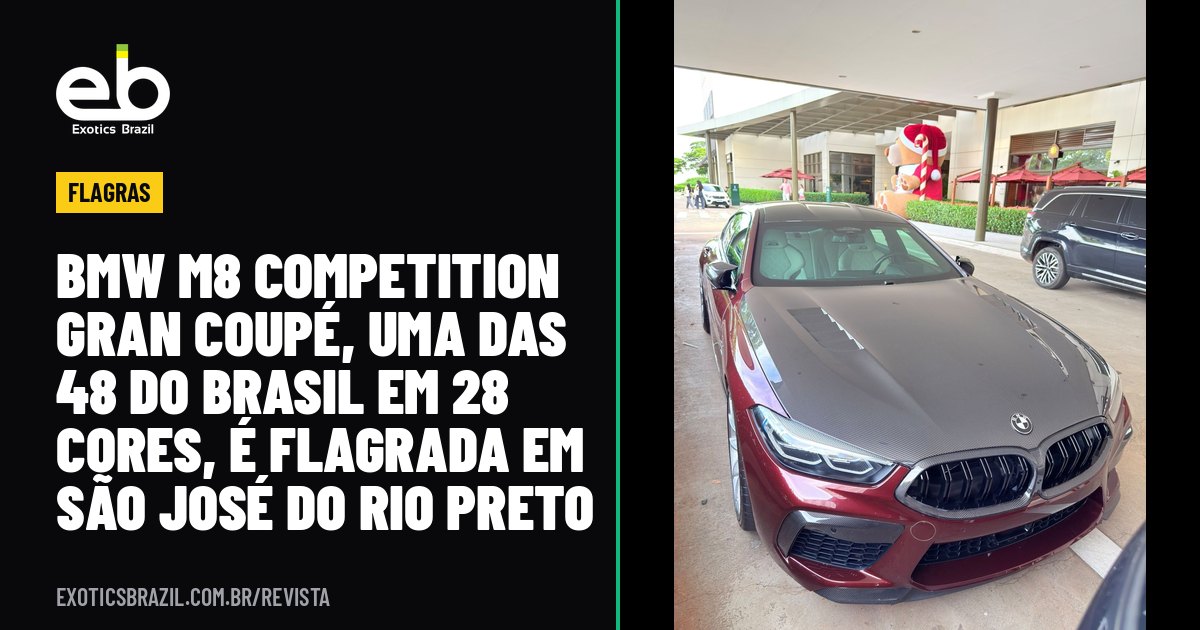 eb
Exotics Brazil
FLAGRAS
BMW M8 COMPETITION
GRAN COUPÉ, UMA DAS
48 DO BRASIL EM 28
CORES, É FLAGRADA EM
SÃO JOSÉ DO RIO PRETO
EXOTICSBRAZIL.COM.BR/REVISTA